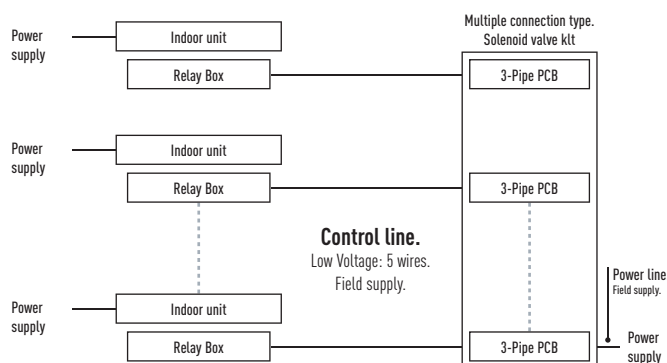 Multiple connection type.
Solenoid valve klt
Power
supply
Indoor unit
Relay Box
3-Pipe PCB
Power
supply
Indoor unit
Relay Box
3-Pipe PCB
Control line.
Low Voltage: 5 wires.
Field supply.
Power line
Field supply.
Power
supply
Indoor unit
Relay Box
3-Pipe PCB
Power
supply